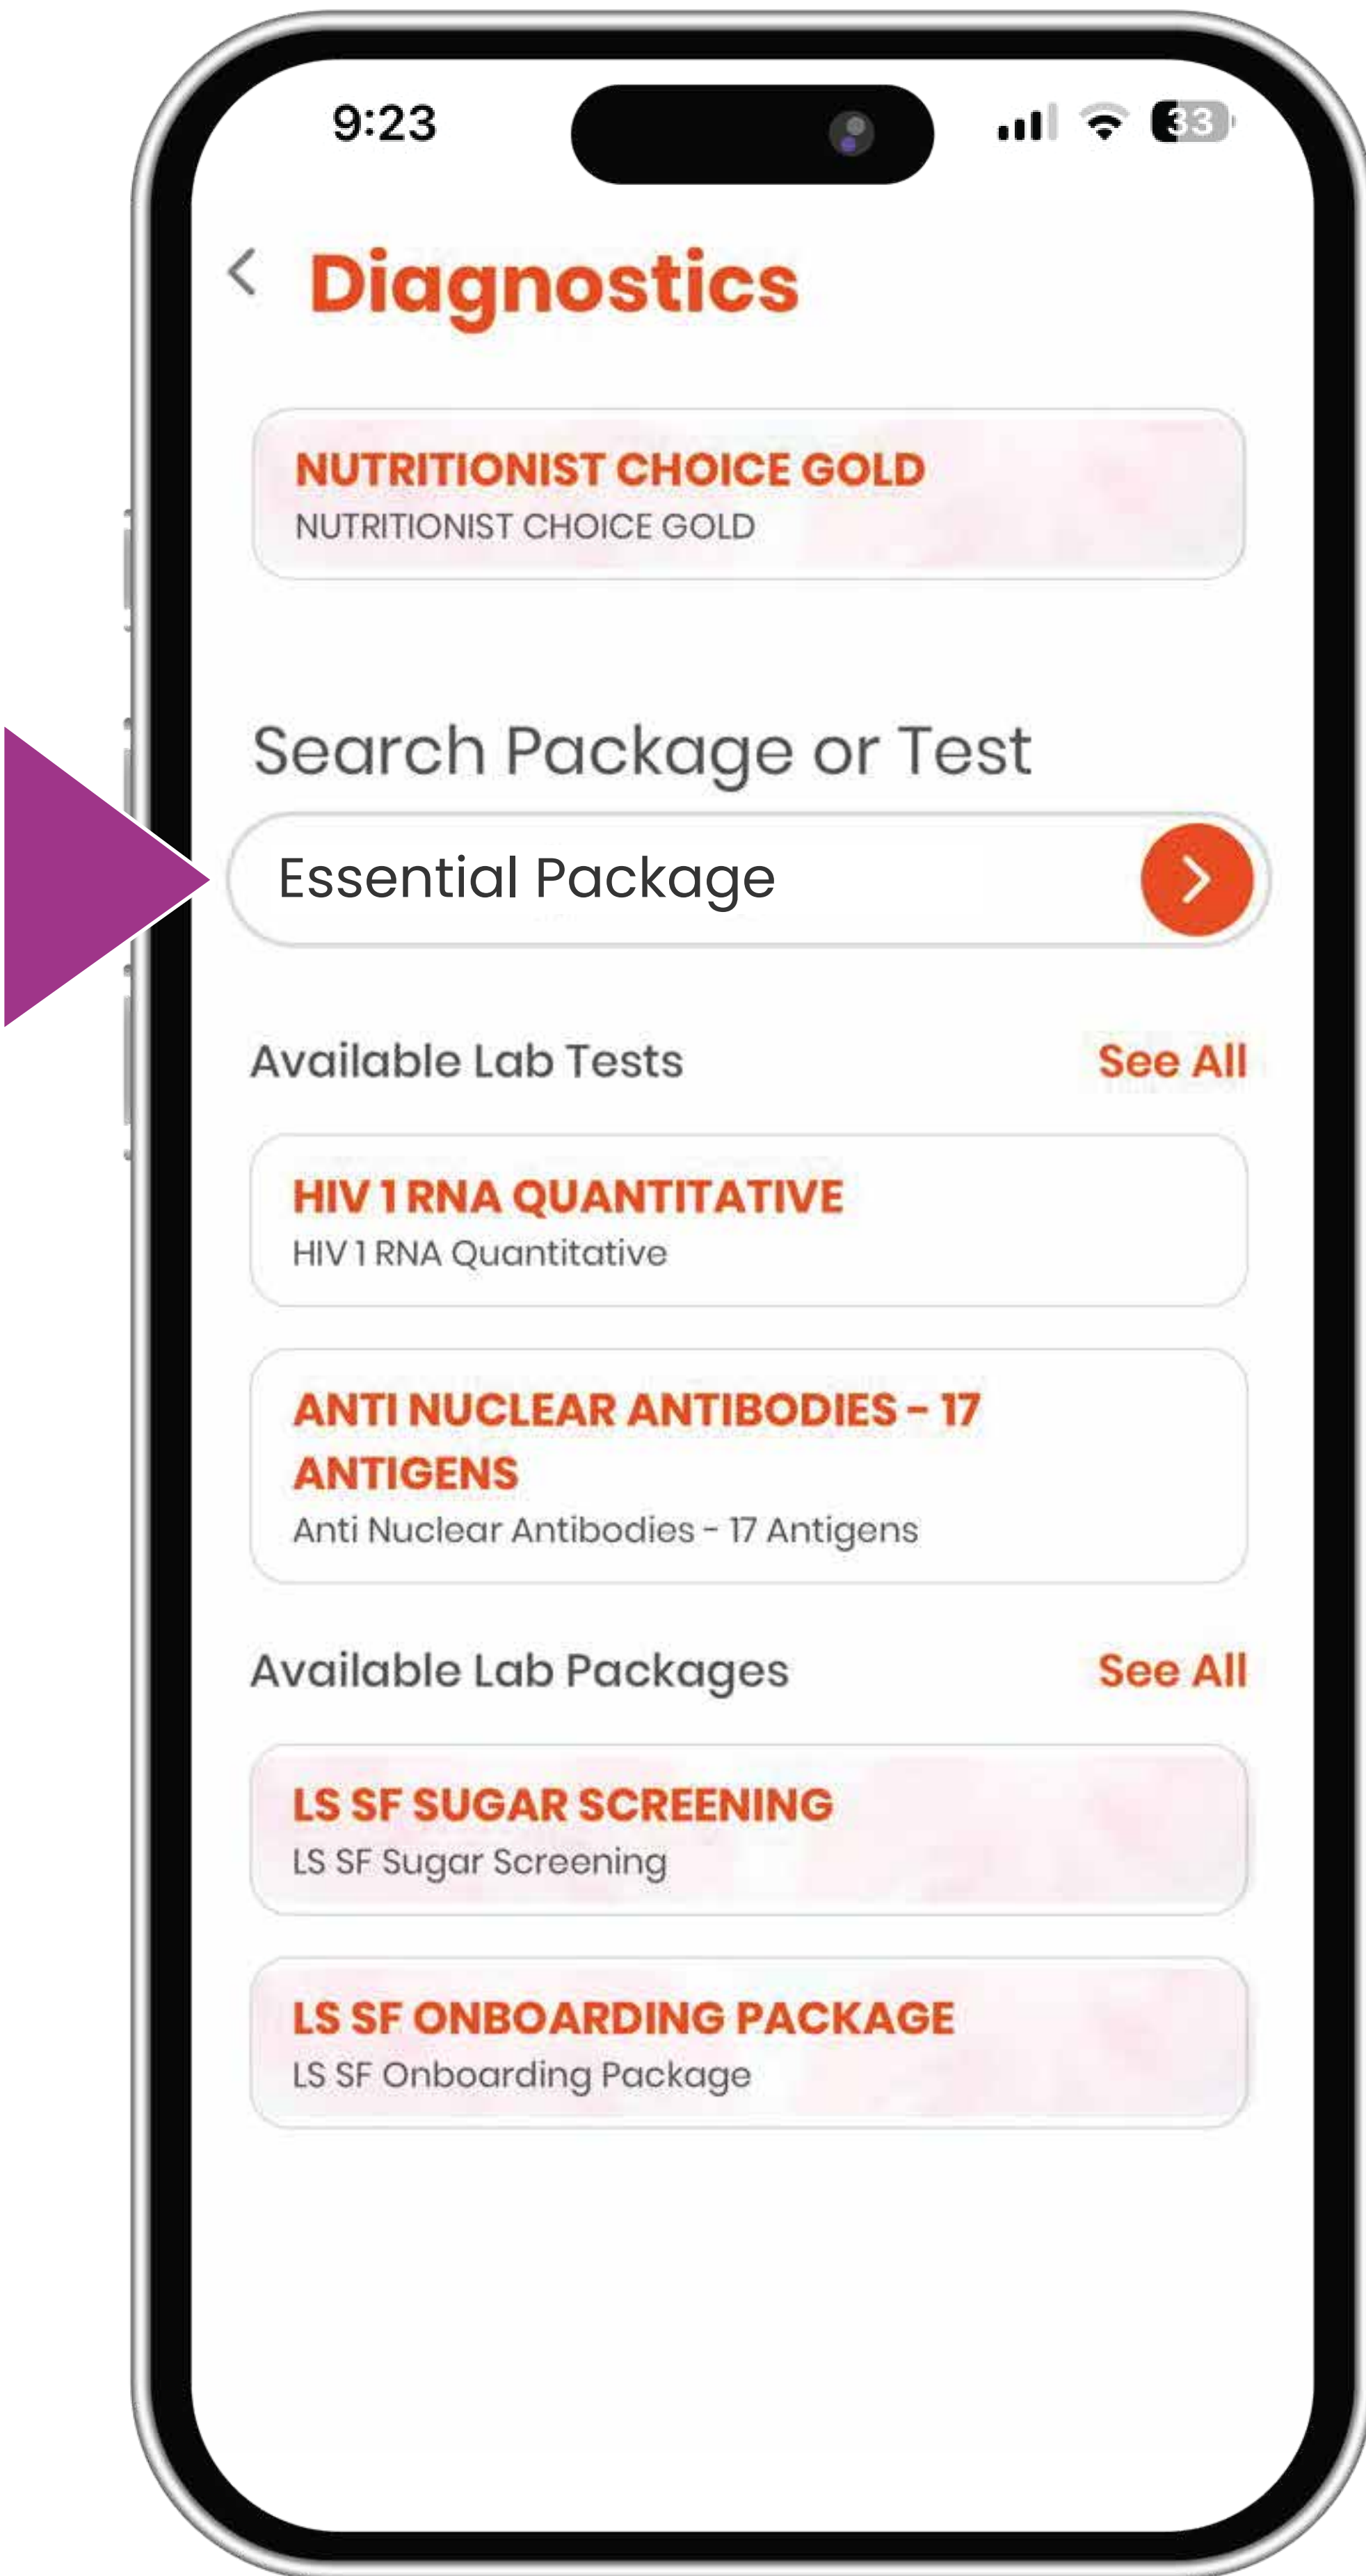 9:23
33
Diagnostics
NUTRITIONIST CHOICE GOLD
NUTRITIONIST CHOICE GOLD
Search Package or Test
Essential Package
Available Lab Tests
See All
HIV 1 RNA QUANTITATIVE
HIV 1 RNA Quantitative
ANTI NUCLEAR ANTIBODIES - 17
ANTIGENS
Anti Nuclear Antibodies - 17 Antigens
Available Lab Packages
See All
LS SF SUGAR SCREENING
LS SF Sugar Screening
LS SF ONBOARDING PACKAGE
LS SF Onboarding Package